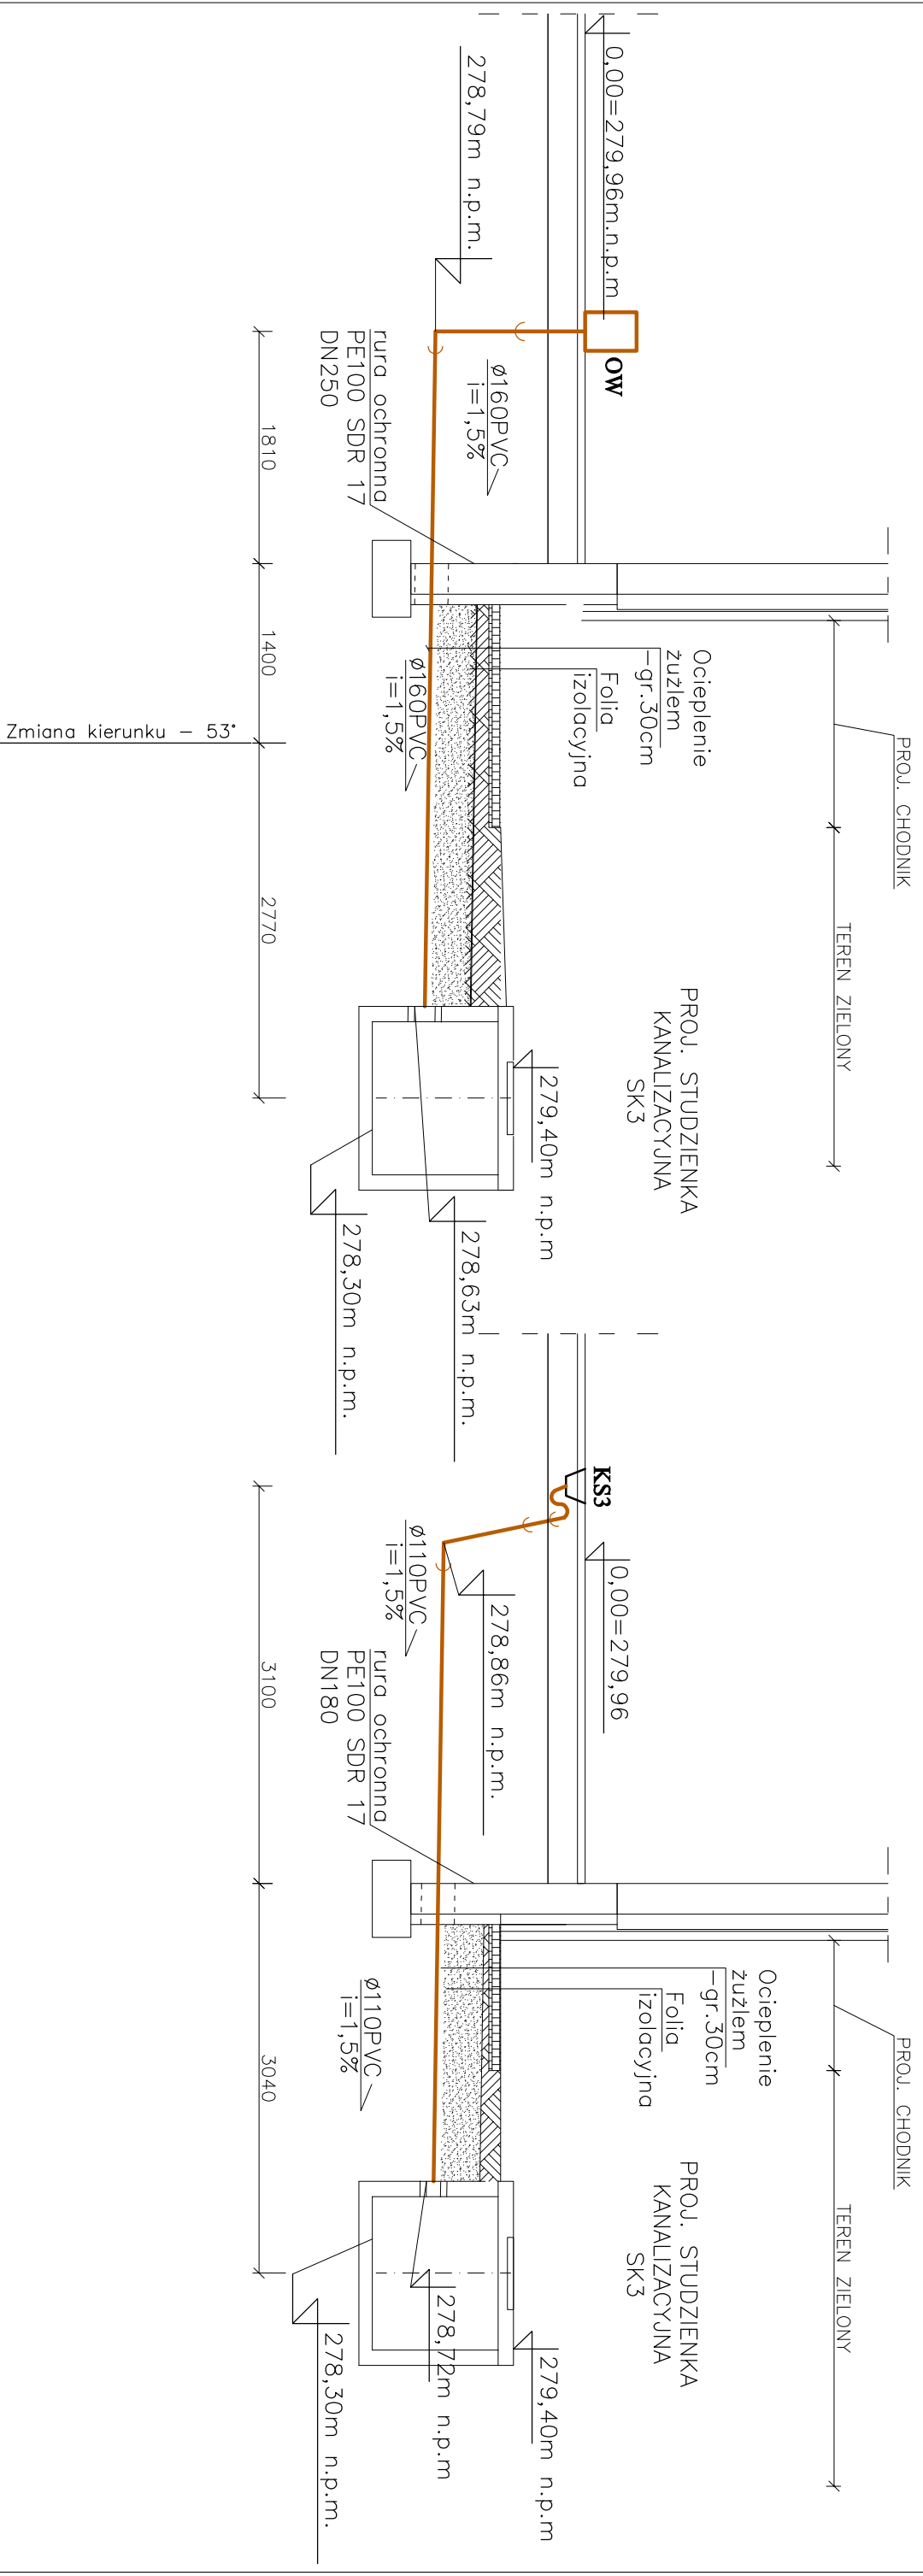 0,00=279,96m.n.p.m
278,79m n.p.m.
OW
Ø160PVC
i=1,5%
rura ochronna
PE100 SDR 17
DN250
Ocieplenie
żużlem
-gr.30cm
Folia
izolacyjna
Ø160PVC
i=1,5%
PROJ. CHODNIK
TEREN ZIELONY
PROJ. STUDZIENKA
KANALIZACYJNA
SK3
279,40m n.p.m
278,63m n.p.m.
278,30m n.p.m.
1810
1400
2770
Zmiana kierunku - 53°
KS3
0,00=279,96
278,86m n.p.m.
Ø110PVC
i=1,5%
rura ochronna
PE100 SDR 17
DN180
Ocieplenie
żużlem
-gr.30cm
Folia
izolacyjna
Ø110PVC
i=1,5%
PROJ. CHODNIK
TEREN ZIELONY
PROJ. STUDZIENKA
KANALIZACYJNA
SK3
279,40m n.p.m
278,72m n.p.m
278,30m n.p.m.
3100
3040